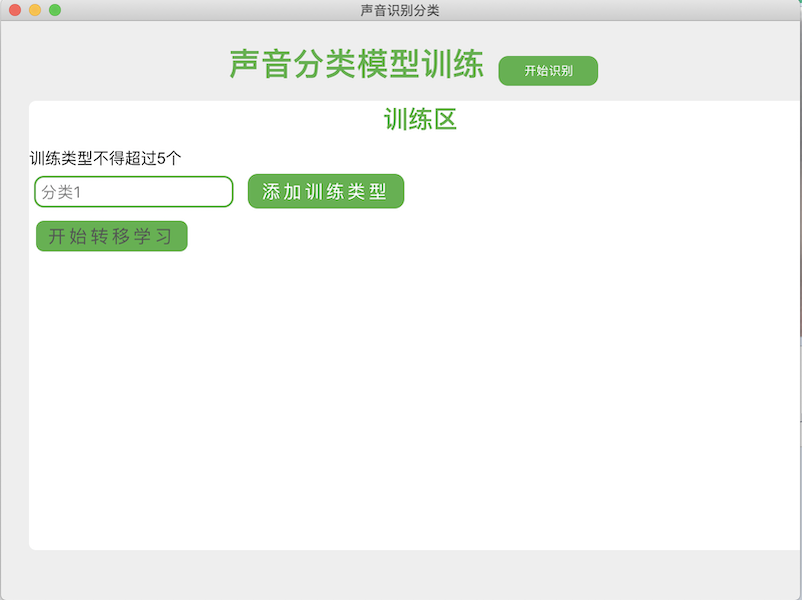 声音识别分类
声音分类模型训练 开始识别
训练区
训练类型不得超过5个
分类1 添加训练类型
开始转移学习